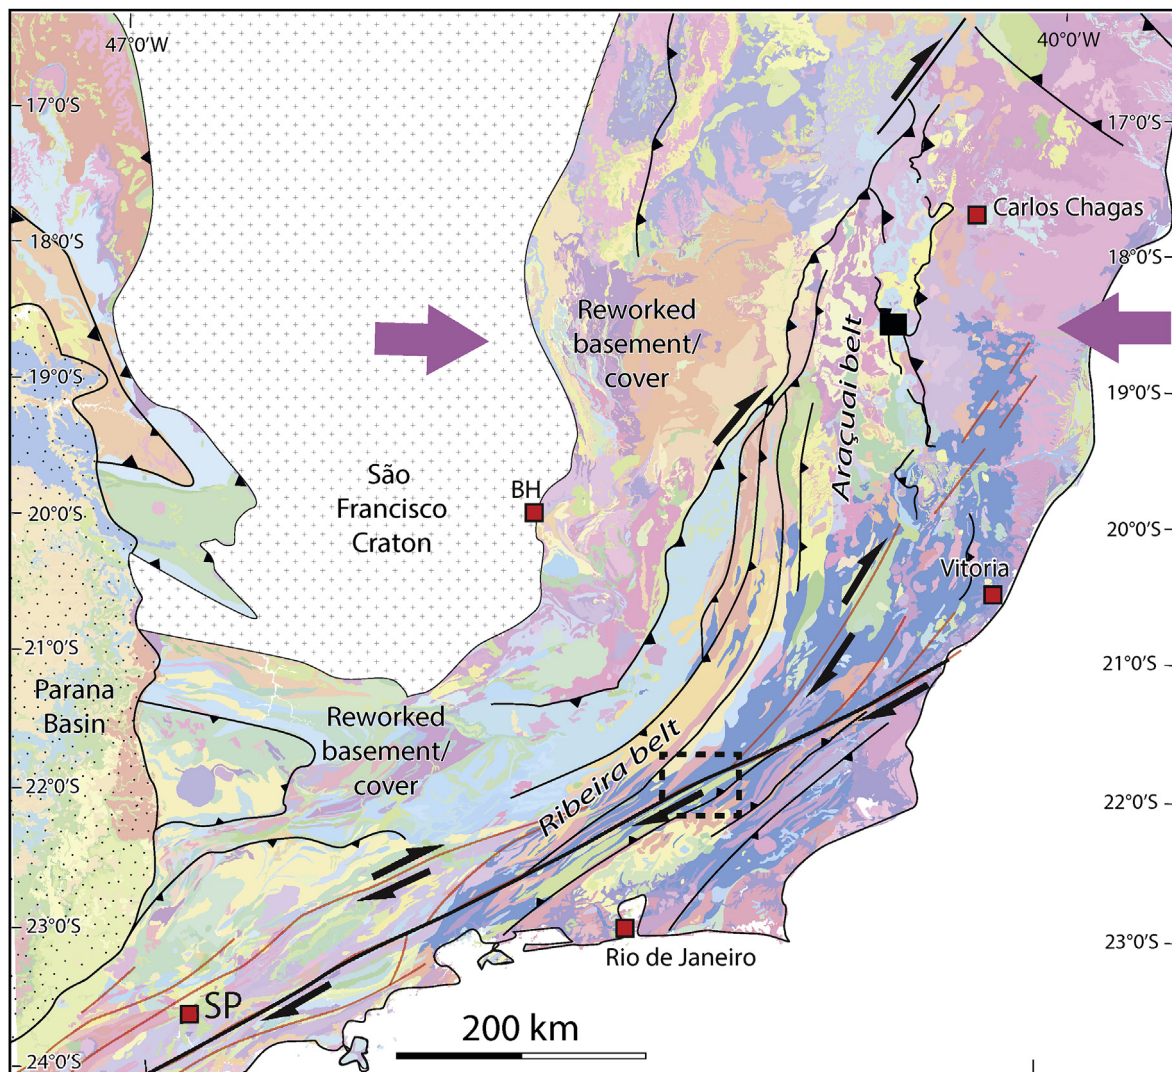 47°0'W
40°0'W
17°0'S
17°0'S
Carlos Chagas
18°0'S
18°0'S
Reworked
basement/
cover
Araçuai belt
19°0'S
19°0'S
São
Francisco
Craton
BH
20°0'S
20°0'S
Vitoria
21°0'S
21°0'S
Parana
Basin
Reworked
basement/
cover
Ribeira belt
22°0'S
22°0'S
23°0'S
23°0'S
Rio de Janeiro
SP
200 km
24°0'S